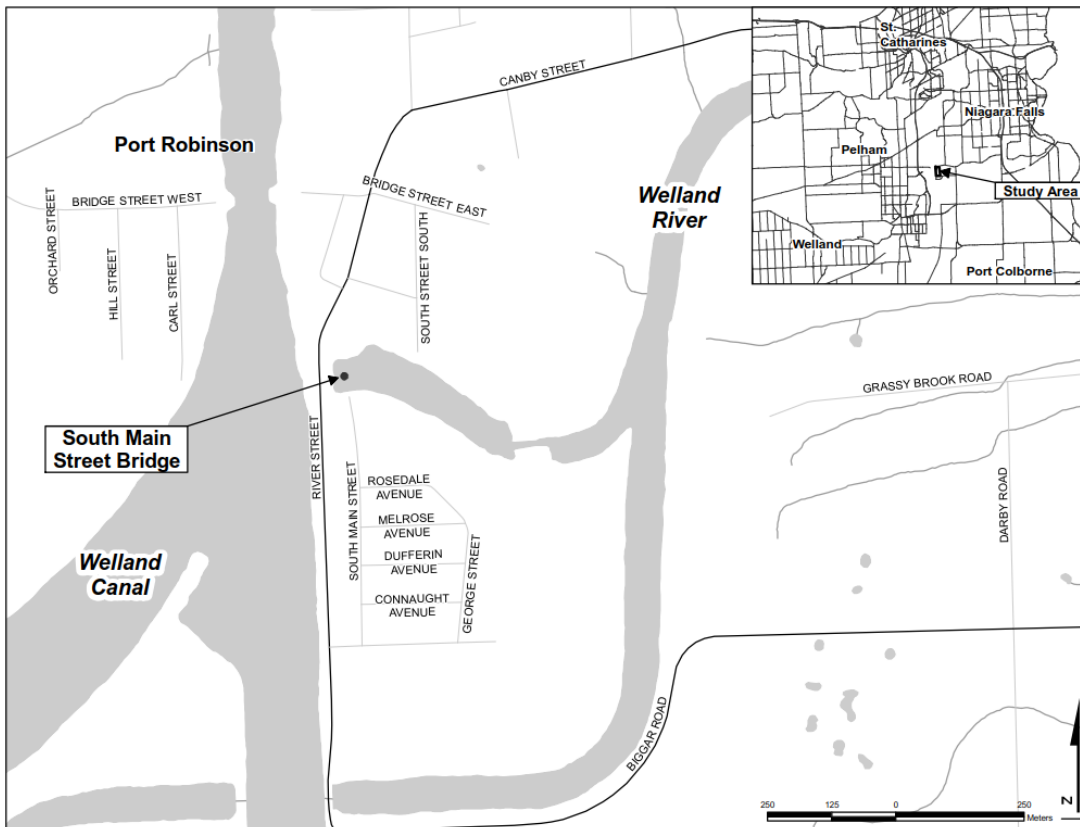 CANBY STREET
Port Robinson
BRIDGE STREET WEST
BRIDGE STREET EAST
ORCHARD STREET
HILL STREET
CARL STREET
SOUTH STREET SOUTH
Welland
River
St.
Catharines
Niagara Falls
Pelham
Study Area
Welland
Port Colborne
GRASSY BROOK ROAD
South Main
Street Bridge
RIVER STREET
SOUTH MAIN STREET
ROSEDALE
AVENUE
MELROSE
AVENUE
DUFFERIN
AVENUE
CONNAUGHT
AVENUE
GEORGE STREET
DARBY ROAD
Welland
Canal
BIGGAR ROAD
250
125
0
250
Meters
N